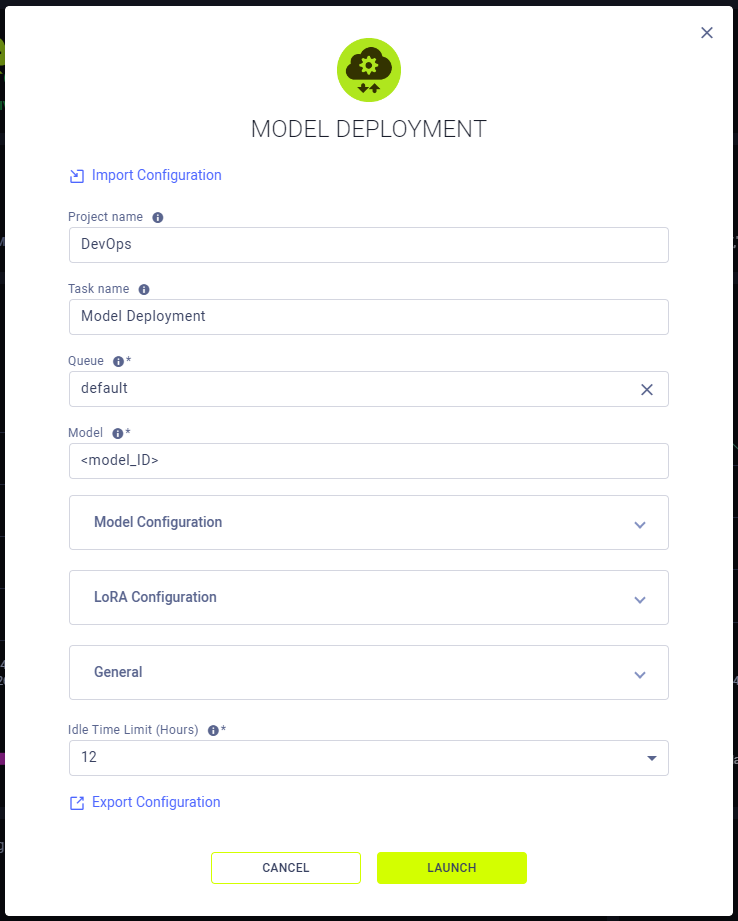 MODEL DEPLOYMENT
Import Configuration
Project name
DevOps
Task name
Model Deployment
Queue *
default
Model *
<model_ID>
Model Configuration
LoRA Configuration
General
Idle Time Limit (Hours) *
12
Export Configuration
CANCEL
LAUNCH